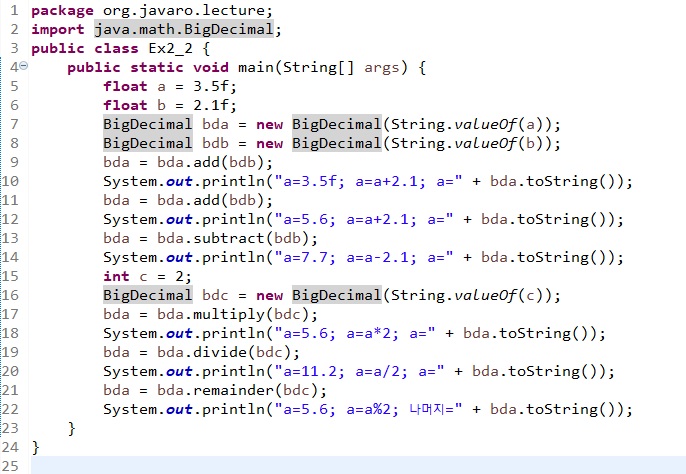 1 package org.javaro.lecture;
2 import java.math.BigDecimal;
3 public class Ex2_2 {
4 public static void main(String[] args) {
5 float a = 3.5f;
6 float b = 2.1f;
7 BigDecimal bda = new BigDecimal(String.valueOf(a));
8 BigDecimal bdb = new BigDecimal(String.valueOf(b));
9 bda = bda.add(bdb);
10 System.out.println("a=3.5f; a=a+2.1; a=" + bda.toString());
11 bda = bda.add(bdb);
12 System.out.println("a=5.6; a=a+2.1; a=" + bda.toString());
13 bda = bda.subtract(bdb);
14 System.out.println("a=7.7; a=a-2.1; a=" + bda.toString());
15 int c = 2;
16 BigDecimal bdc = new BigDecimal(String.valueOf(c));
17 bda = bda.multiply(bdc);
18 System.out.println("a=5.6; a=a*2; a=" + bda.toString());
19 bda = bda.divide(bdc);
20 System.out.println("a=11.2; a=a/2; a=" + bda.toString());
21 bda = bda.remainder(bdc);
22 System.out.println("a=5.6; a=a%2; 나머지=" + bda.toString());
23 }
24 }
25